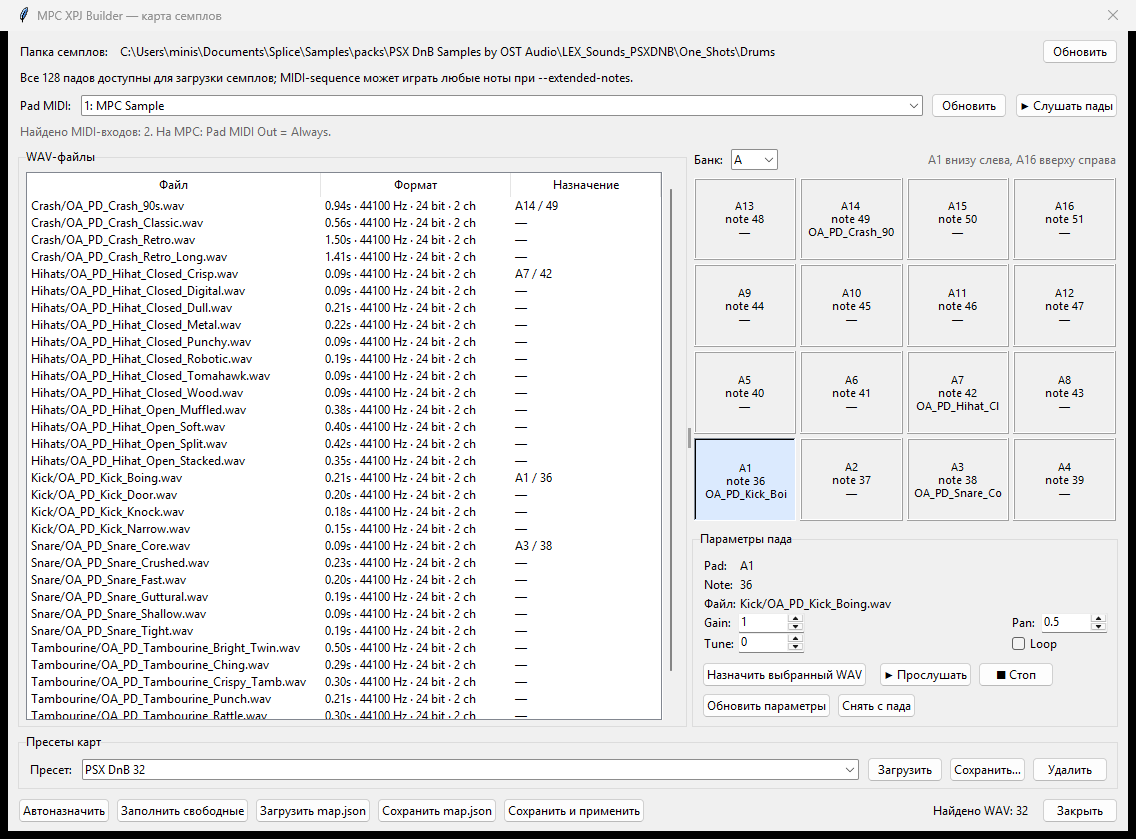 MPC XPJ Builder — карта семплов
Папка семплов: C:\Users\minis\Documents\Splice\Samples\packs\PSX DnB Samples by OST Audio\LEX_Sounds_PSXDNB\One_Shots\Drums
Обновить
Все 128 падов доступны для загрузки семплов; MIDI-sequence может играть любые ноты при --extended-notes.
Pad MIDI: 1: MPC Sample
Обновить
► Слушать пады
Найдено MIDI-входов: 2. На MPC: Pad MIDI Out = Always.
WAV-файлы
Файл Формат Назначение
Crash/OA_PD_Crash_90s.wav 0.94s · 44100 Hz · 24 bit · 2 ch A14 / 49
Crash/OA_PD_Crash_Classic.wav 0.56s · 44100 Hz · 24 bit · 2 ch —
Crash/OA_PD_Crash_Retro.wav 1.50s · 44100 Hz · 24 bit · 2 ch —
Crash/OA_PD_Crash_Retro_Long.wav 1.41s · 44100 Hz · 24 bit · 2 ch —
Hihats/OA_PD_Hihat_Closed_Crisp.wav 0.09s · 44100 Hz · 24 bit · 2 ch A7 / 42
Hihats/OA_PD_Hihat_Closed_Digital.wav 0.09s · 44100 Hz · 24 bit · 2 ch —
Hihats/OA_PD_Hihat_Closed_Dull.wav 0.21s · 44100 Hz · 24 bit · 2 ch —
Hihats/OA_PD_Hihat_Closed_Metal.wav 0.22s · 44100 Hz · 24 bit · 2 ch —
Hihats/OA_PD_Hihat_Closed_Punchy.wav 0.09s · 44100 Hz · 24 bit · 2 ch —
Hihats/OA_PD_Hihat_Closed_Robotic.wav 0.19s · 44100 Hz · 24 bit · 2 ch —
Hihats/OA_PD_Hihat_Closed_Tomahawk.wav 0.09s · 44100 Hz · 24 bit · 2 ch —
Hihats/OA_PD_Hihat_Closed_Wood.wav 0.09s · 44100 Hz · 24 bit · 2 ch —
Hihats/OA_PD_Hihat_Open_Muffled.wav 0.38s · 44100 Hz · 24 bit · 2 ch —
Hihats/OA_PD_Hihat_Open_Soft.wav 0.40s · 44100 Hz · 24 bit · 2 ch —
Hihats/OA_PD_Hihat_Open_Split.wav 0.42s · 44100 Hz · 24 bit · 2 ch —
Hihats/OA_PD_Hihat_Open_Stacked.wav 0.35s · 44100 Hz · 24 bit · 2 ch —
Kick/OA_PD_Kick_Boing.wav 0.21s · 44100 Hz · 24 bit · 2 ch A1 / 36
Kick/OA_PD_Kick_Door.wav 0.20s · 44100 Hz · 24 bit · 2 ch —
Kick/OA_PD_Kick_Knock.wav 0.18s · 44100 Hz · 24 bit · 2 ch —
Kick/OA_PD_Kick_Narrow.wav 0.15s · 44100 Hz · 24 bit · 2 ch —
Snare/OA_PD_Snare_Core.wav 0.09s · 44100 Hz · 24 bit · 2 ch A3 / 38
Snare/OA_PD_Snare_Crushed.wav 0.23s · 44100 Hz · 24 bit · 2 ch —
Snare/OA_PD_Snare_Fast.wav 0.20s · 44100 Hz · 24 bit · 2 ch —
Snare/OA_PD_Snare_Guttural.wav 0.19s · 44100 Hz · 24 bit · 2 ch —
Snare/OA_PD_Snare_Shallow.wav 0.09s · 44100 Hz · 24 bit · 2 ch —
Snare/OA_PD_Snare_Tight.wav 0.19s · 44100 Hz · 24 bit · 2 ch —
Tambourine/OA_PD_Tambourine_Bright_Twin.wav 0.50s · 44100 Hz · 24 bit · 2 ch —
Tambourine/OA_PD_Tambourine_Ching.wav 0.29s · 44100 Hz · 24 bit · 2 ch —
Tambourine/OA_PD_Tambourine_Crispy_Tamb.wav 0.30s · 44100 Hz · 24 bit · 2 ch —
Tambourine/OA_PD_Tambourine_Punch.wav 0.21s · 44100 Hz · 24 bit · 2 ch —
Tambourine/OA_PD_Tambourine_Rattle.wav 0.30s · 44100 Hz · 24 bit · 2 ch —
Банк: A
A1 внизу слева, A16 вверху справа
A13
note 48
—
A14
note 49
OA_PD_Crash_90
A15
note 50
—
A16
note 51
—
A9
note 44
—
A10
note 45
—
A11
note 46
—
A12
note 47
—
A5
note 40
—
A6
note 41
—
A7
note 42
OA_PD_Hihat_Cl
A8
note 43
—
A1
note 36
OA_PD_Kick_Boi
A2
note 37
—
A3
note 38
OA_PD_Snare_Co
A4
note 39
—
Параметры пада
Pad: A1
Note: 36
Файл: Kick/OA_PD_Kick_Boing.wav
Gain: 1 Pan: 0.5
Tune: 0 Loop
Назначить выбранный WAV
► Прослушать
■ Стоп
Обновить параметры
Снять с пада
Пресеты карт
Пресет: PSX DnB 32
Загрузить
Сохранить...
Удалить
Автоназначить
Заполнить свободные
Загрузить map.json
Сохранить map.json
Сохранить и применить
Найдено WAV: 32
Закрыть